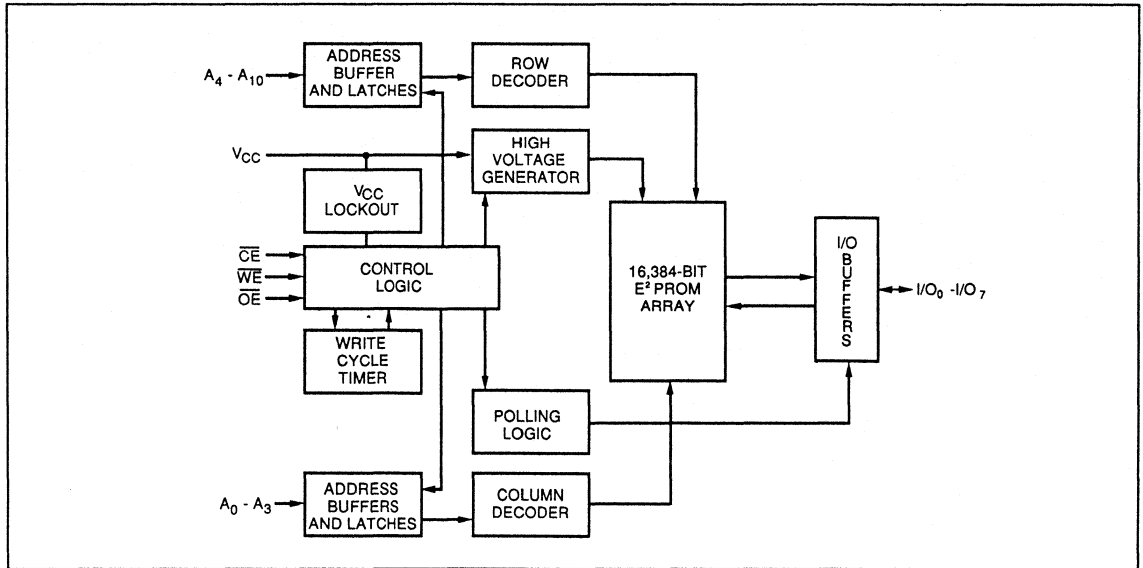 A4 - A10
ADDRESS
BUFFER
AND LATCHES
ROW
DECODER
VCC
HIGH
VOLTAGE
GENERATOR
VCC
LOCKOUT
CE
WE
OE
CONTROL
LOGIC
16,384-BIT
E² PROM
ARRAY
I/O
BUFFERS
I/O0 - I/O7
WRITE
CYCLE
TIMER
POLLING
LOGIC
A0 - A3
ADDRESS
BUFFERS
AND LATCHES
COLUMN
DECODER